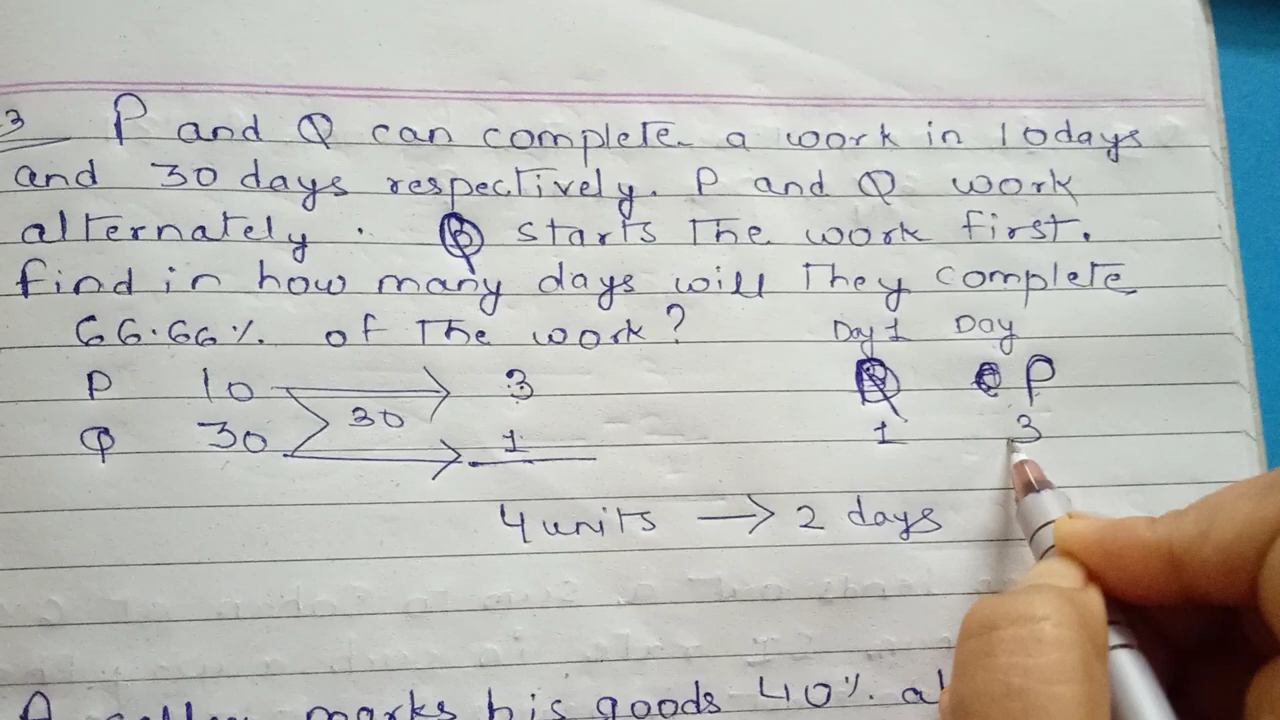 3 P and Q can complete a work in 10 days
and 30 days respectively. P and Q work
alternately. Q starts the work first.
find in how many days will they complete
66.66% of the work?
Day 1 Day
P 10 30 3 Q P
Q 30 1 1 3
4 units → 2 days
marks his goods 40%